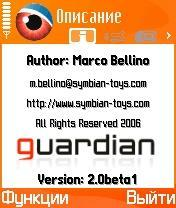 Описание
Author: Marco Bellino
m.bellino@symbian-toys.com
http://www.symbian-toys.com
All Rights Reserved 2006
guardian
Version: 2.0beta1
Функции Выйти